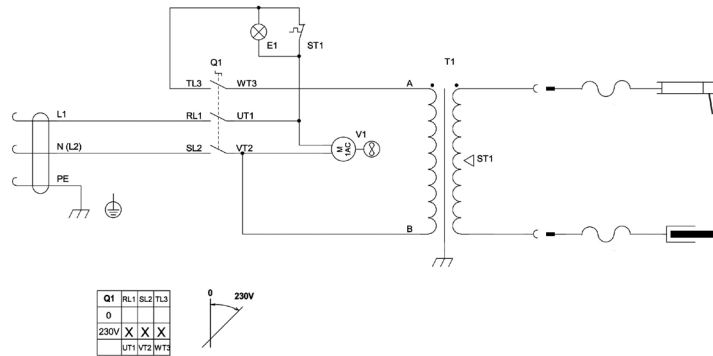 E1
ST1
Q1
T1
TL3
WT3
A
L1
RL1
UT1
V1
M
1AC
N (L2)
SL2
VT2
ST1
PE
B
Q1 RL1 SL2 TL3
0
230V X X X
UT1 VT2 WT3
0 230V